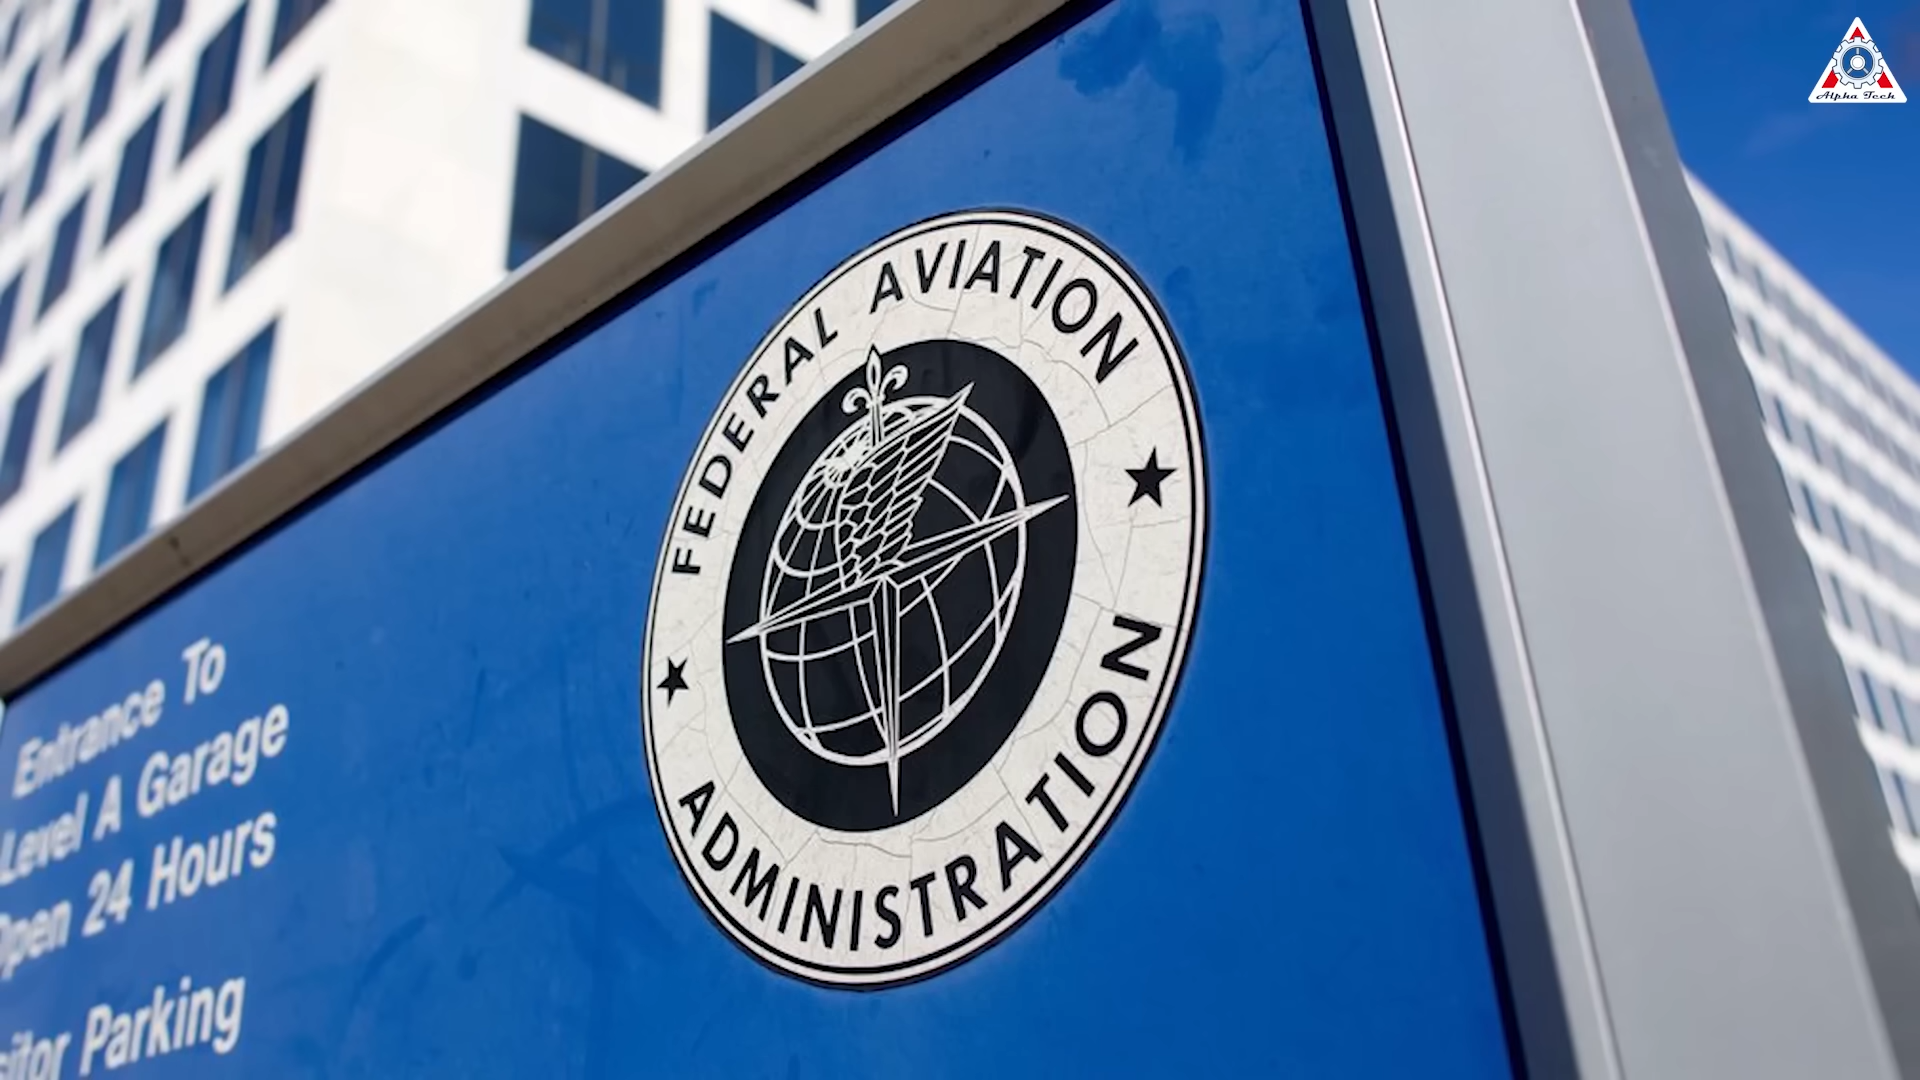 FEDERAL AVIATION
ADMINISTRATION
Entrance To
Level A Garage
Open 24 Hours
Parking
Alpha Tech